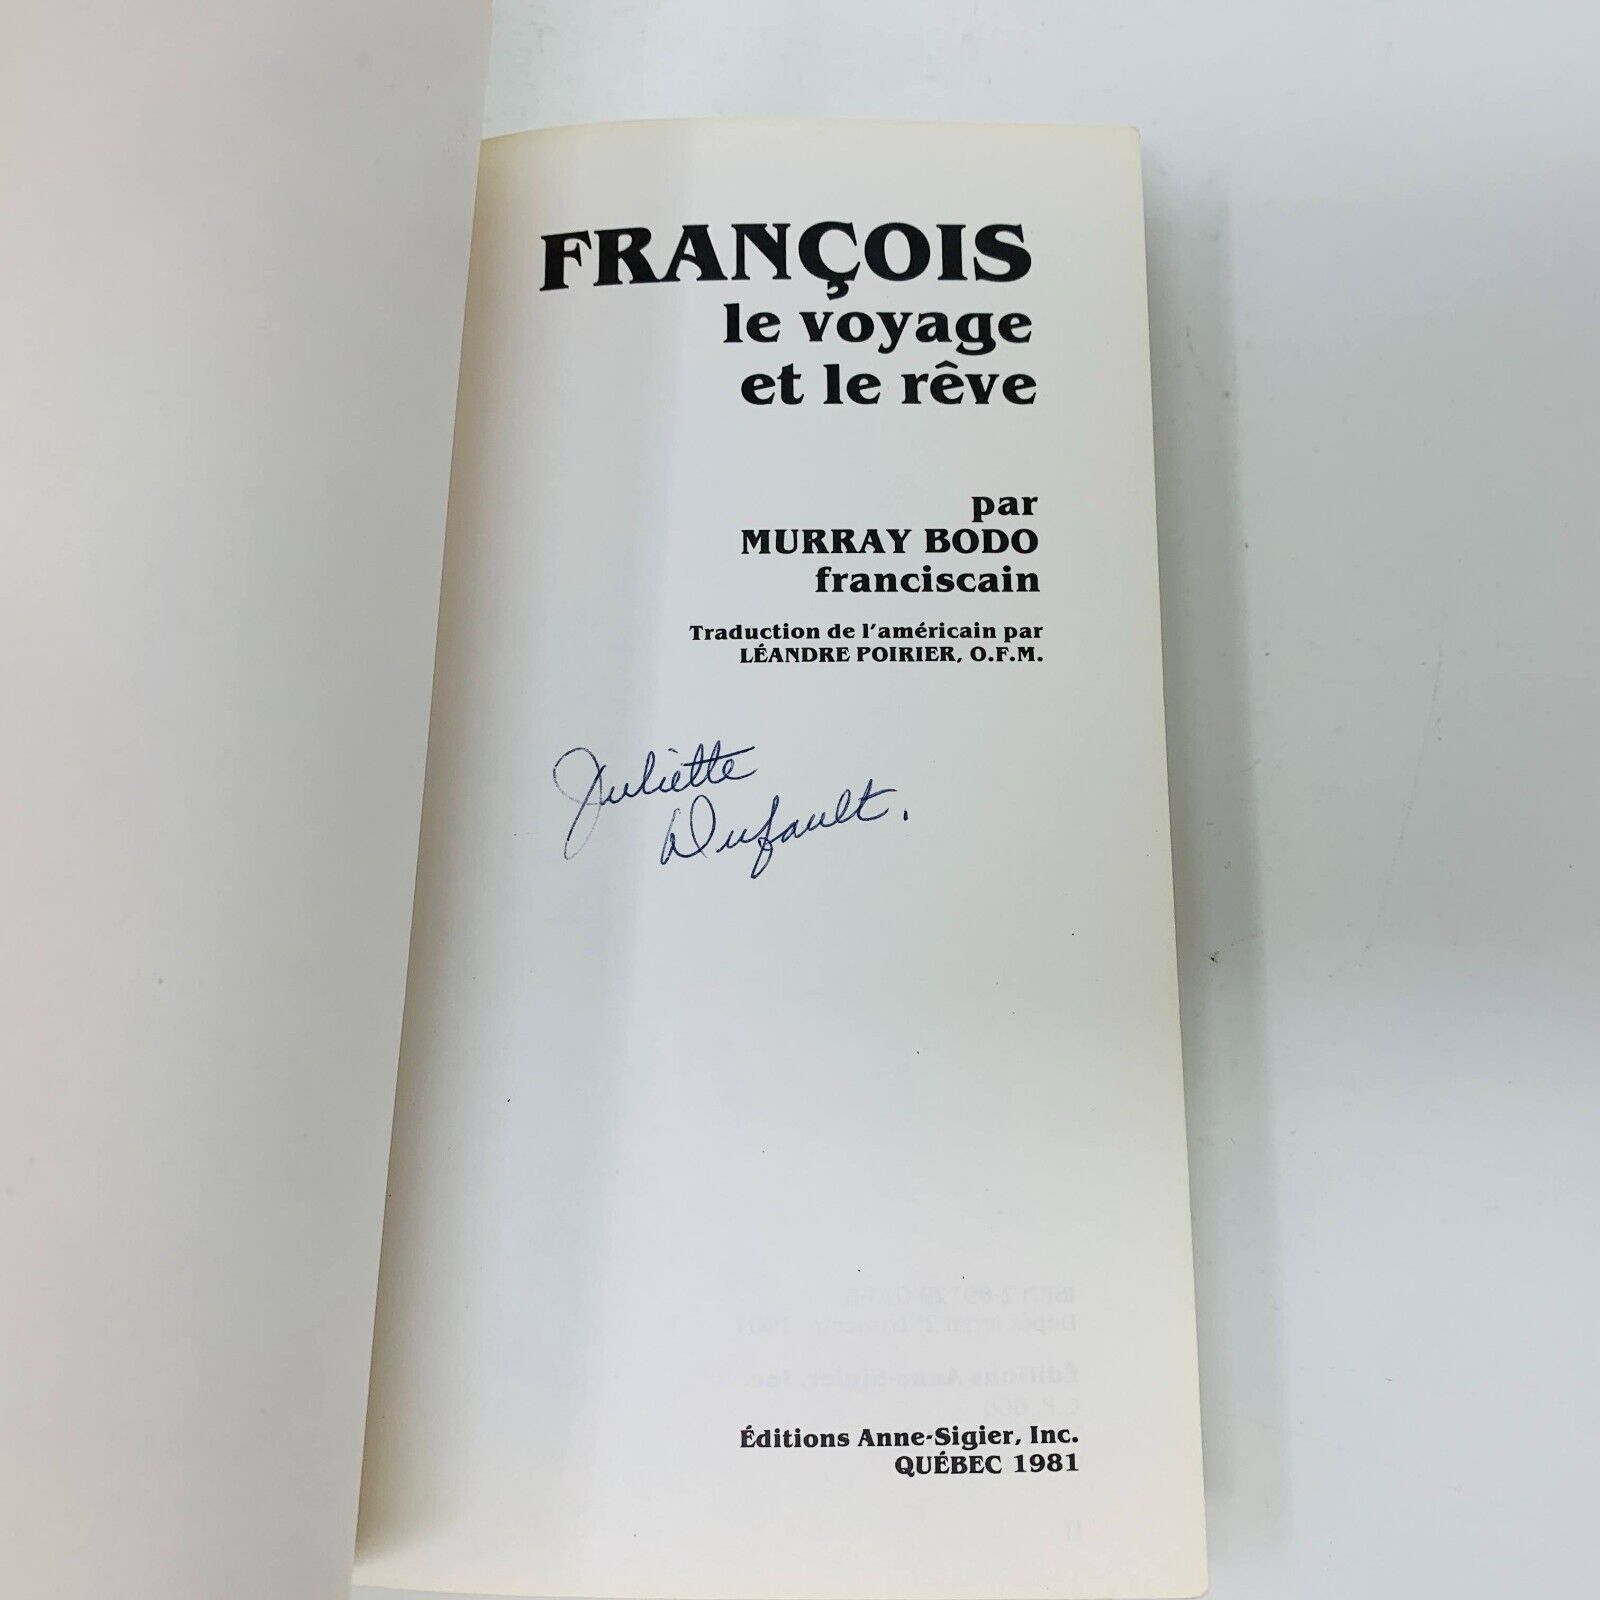 FRANÇOIS
le voyage
et le rêve
par
MURRAY BODO
franciscain
Traduction de l'américain par
LÉANDRE POIRIER, O.F.M.
Juliette
Dufault.
Éditions Anne-Sigier, Inc.
QUÉBEC 1981